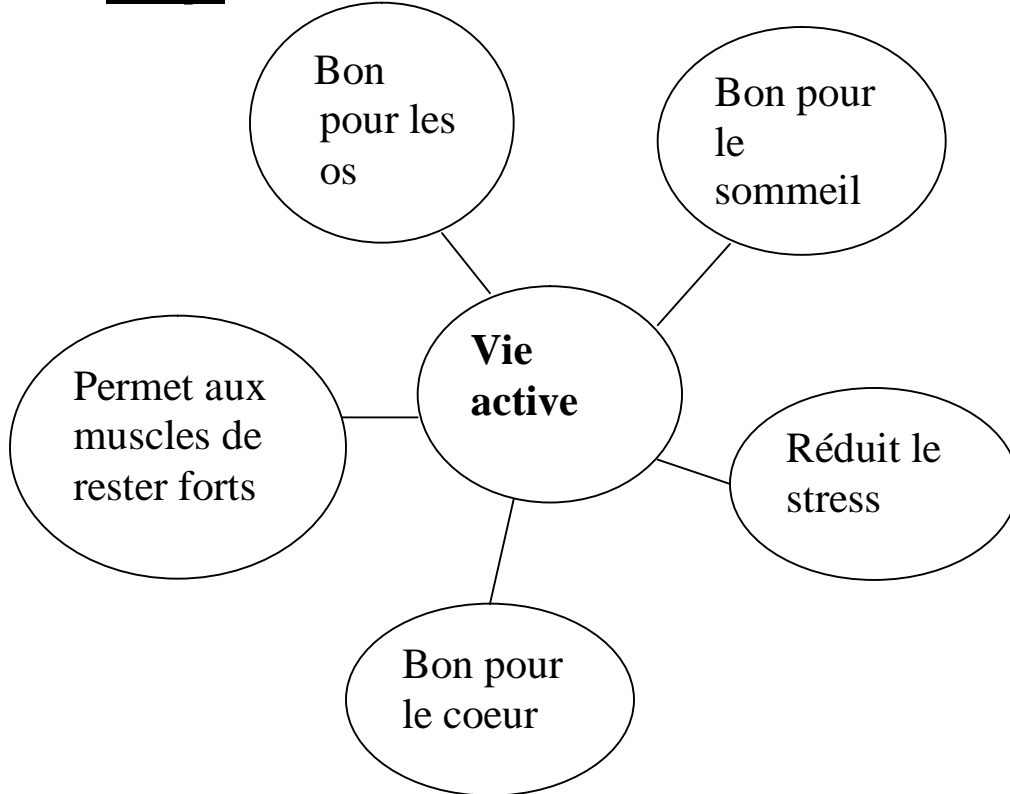 Bon
pour les
os
Bon pour
le
sommeil
Vie
active
Permet aux
muscles de
rester forts
Réduit le
stress
Bon pour
le coeur